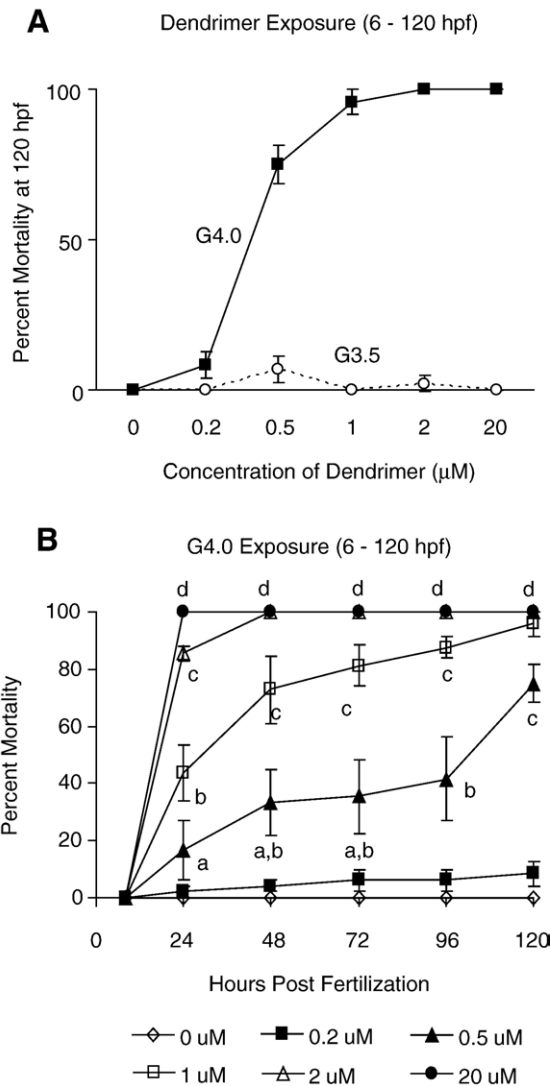 A
Dendrimer Exposure (6 - 120 hpf)
Percent Mortality at 120 hpf
100
50
0
G4.0
G3.5
0 0.2 0.5 1 2 20
Concentration of Dendrimer (μM)
B
G4.0 Exposure (6 - 120 hpf)
Percent Mortality
d d d d d
100
80
60
40
20
0
c c c c c
b b
a a,b a,b
0 24 48 72 96 120
Hours Post Fertilization
0 uM 0.2 uM 0.5 uM
1 uM 2 uM 20 uM